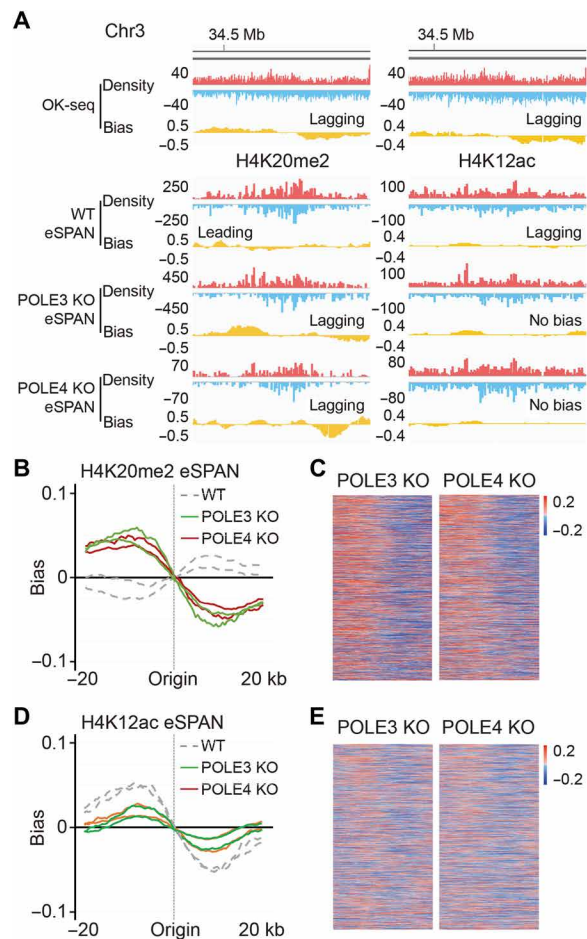 A
Chr3
34.5 Mb
34.5 Mb
OK-seq
Density
40
−40
40
−40
Bias
0.5
−0.5
Lagging
0.4
−0.4
Lagging
H4K20me2
H4K12ac
WT
eSPAN
Density
250
−250
100
−100
Bias
0.5
−0.5
Leading
0.4
−0.4
Lagging
POLE3 KO
eSPAN
Density
450
−450
100
−100
Bias
0.5
−0.5
Lagging
0.4
−0.4
No bias
POLE4 KO
eSPAN
Density
70
−70
80
−80
Bias
0.5
−0.5
Lagging
0.4
−0.4
No bias
B
H4K20me2 eSPAN
WT
POLE3 KO
POLE4 KO
0.1
0
−0.1
Bias
−20
Origin
20 kb
C
POLE3 KO
POLE4 KO
0.2
−0.2
D
H4K12ac eSPAN
WT
POLE3 KO
POLE4 KO
0.1
0
−0.1
Bias
−20
Origin
20 kb
E
POLE3 KO
POLE4 KO
0.2
−0.2